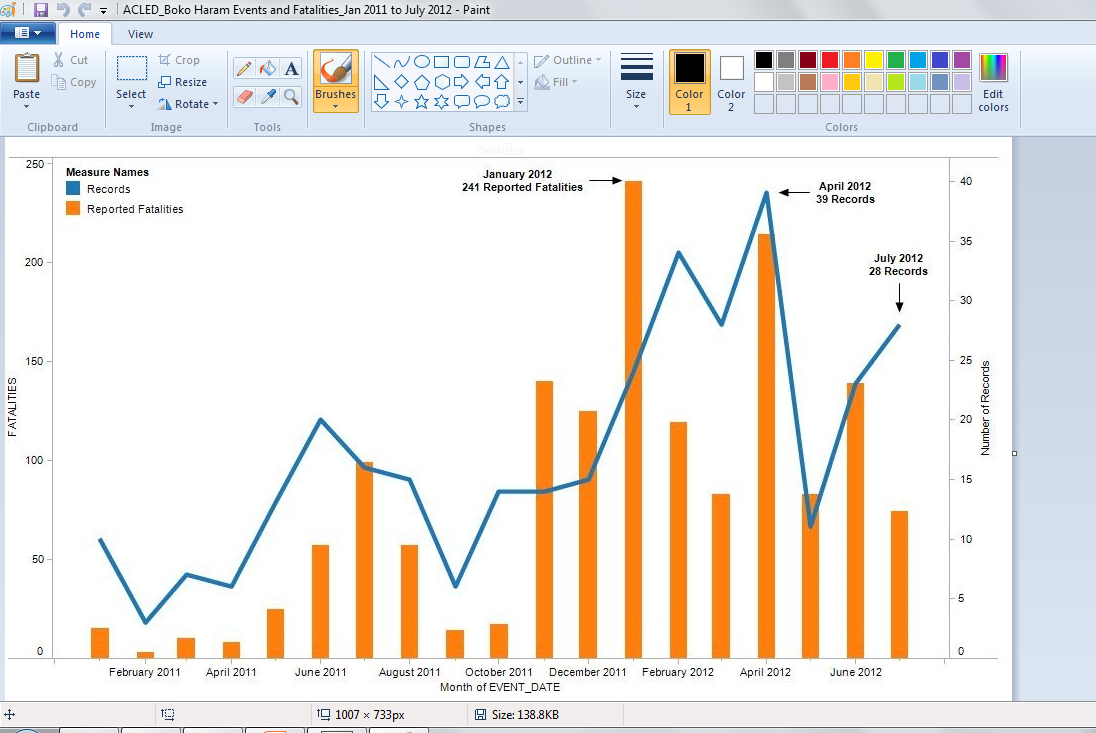 ACLED_Boko Haram Events and Fatalities_Jan 2011 to July 2012 - Paint
Home View
Paste
Cut
Copy
Clipboard
Select
Crop
Resize
Rotate
Image
A
Tools
Brushes
Outline
Fill
Shapes
Size
Color
1
Color
2
Edit
colors
Colors
Measure Names
Records
Reported Fatalities
January 2012
241 Reported Fatalities
April 2012
39 Records
July 2012
28 Records
FATALITIES
250
200
150
100
50
0
40
35
30
25
20
15
10
5
0
Number of Records
February 2011 April 2011 June 2011 August 2011 October 2011 December 2011 February 2012 April 2012 June 2012
Month of EVENT_DATE
1007 × 733px
Size: 138.8KB